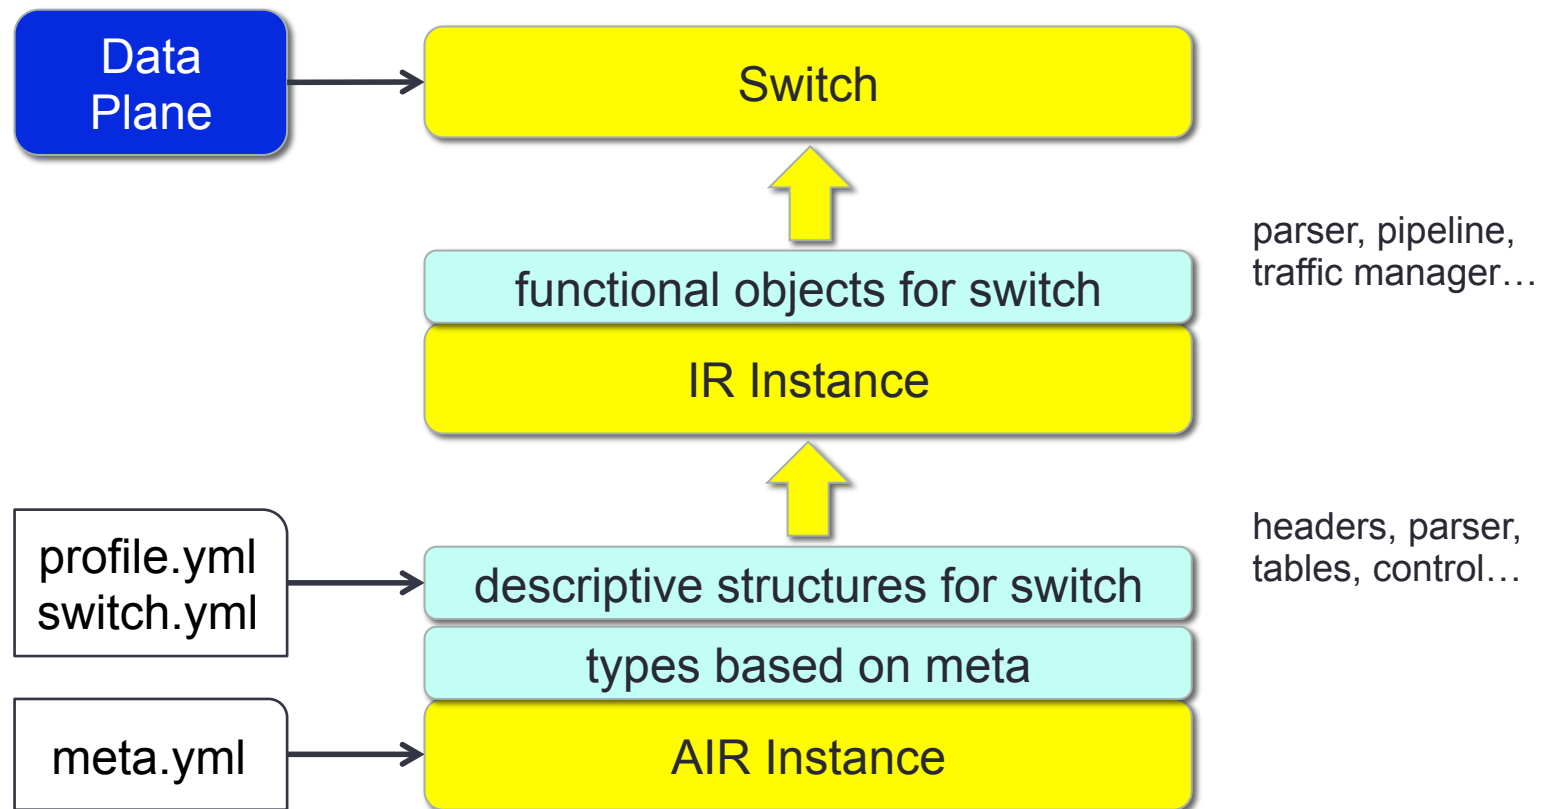 Data
Plane
Switch
parser, pipeline,
traffic manager…
functional objects for switch
IR Instance
headers, parser,
tables, control…
profile.yml
switch.yml
descriptive structures for switch
types based on meta
meta.yml
AIR Instance